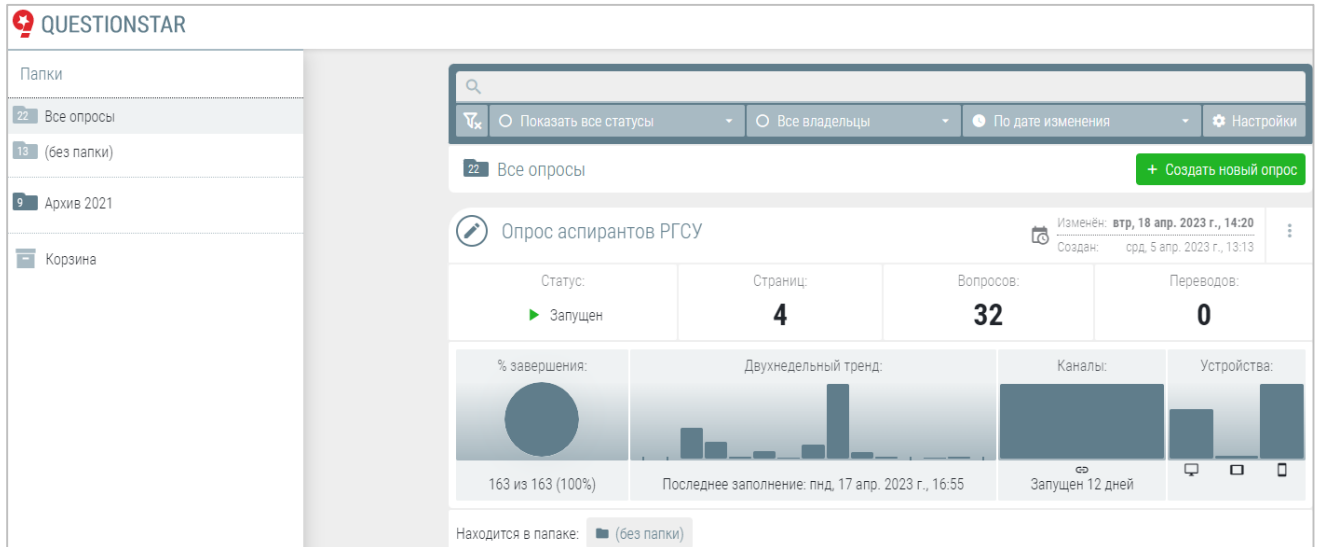 QUESTIONSTAR
Папки
22 Все опросы
13 (без папки)
9 Архив 2021
Корзина
Показать все статусы
Все владельцы
По дате изменения
Настройки
22 Все опросы
+ Создать новый опрос
Опрос аспирантов РГСУ
Изменён: втр, 18 апр. 2023 г., 14:20
Создан: срд, 5 апр. 2023 г., 13:13
Статус: Страниц: Вопросов: Переводов:
Запущен 4 32 0
% завершения: Двухнедельный тренд: Каналы: Устройства:
163 из 163 (100%) Последнее заполнение: пнд, 17 апр. 2023 г., 16:55 Запущен 12 дней
Находится в папаке: (без папки)